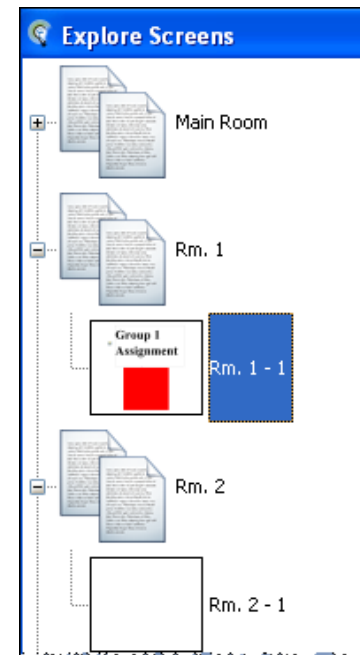 Explore Screens
Main Room
Rm. 1
Group 1
Assignment
Rm. 1 - 1
Rm. 2
Rm. 2 - 1